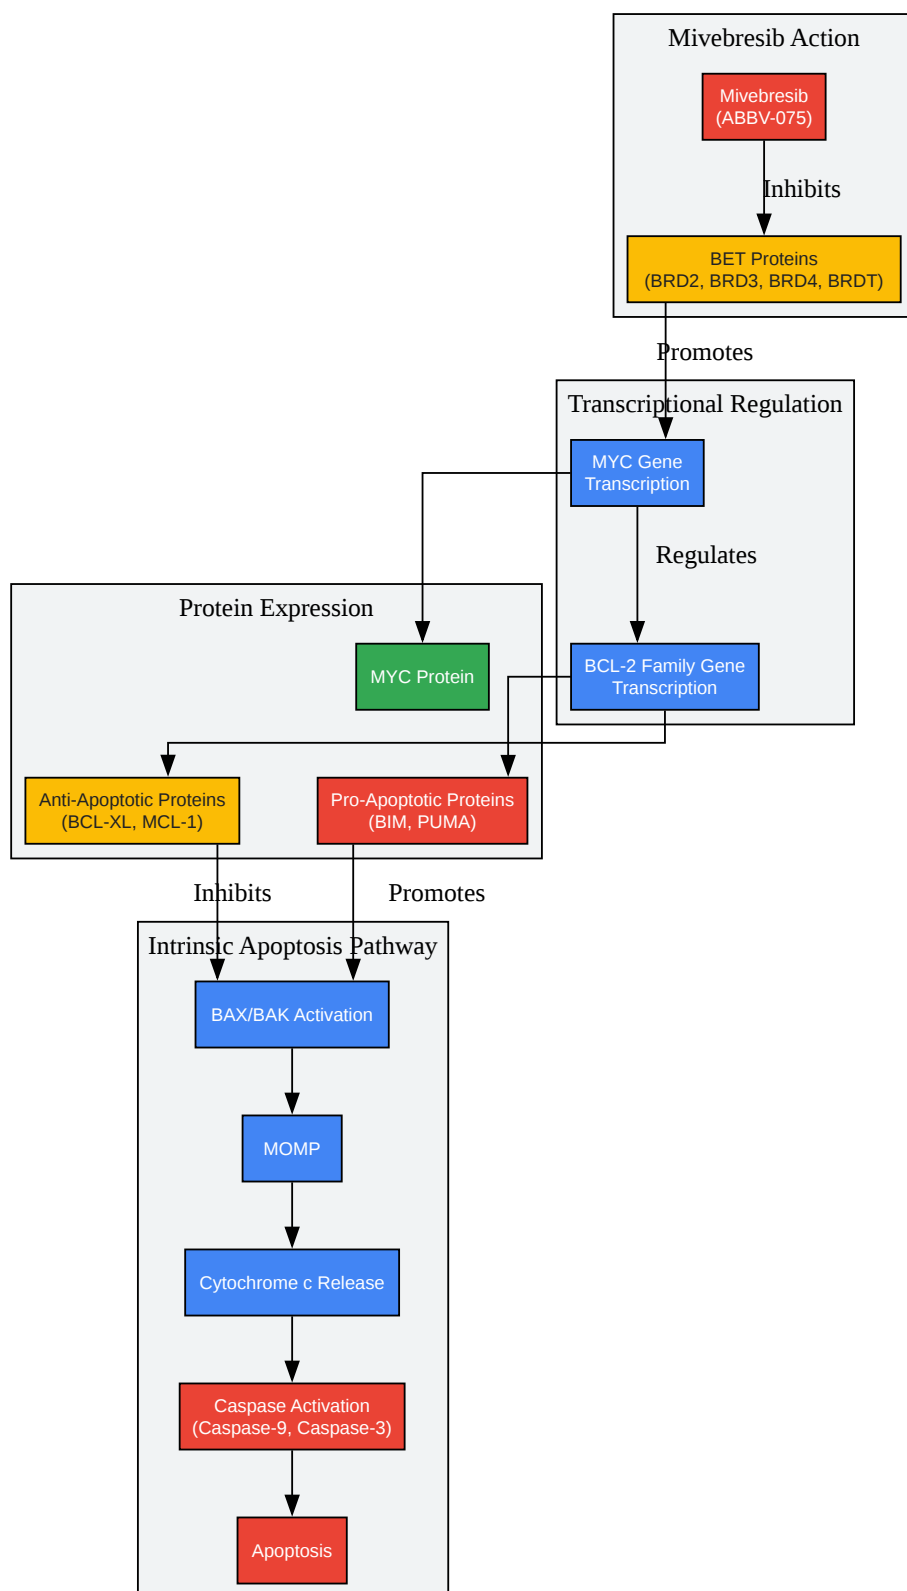 Mivebresib Action
Mivebresib
(ABBV-075)
Inhibits
BET Proteins
(BRD2, BRD3, BRD4, BRDT)
Promotes
Transcriptional Regulation
MYC Gene
Transcription
Regulates
Protein Expression
MYC Protein
BCL-2 Family Gene
Transcription
Anti-Apoptotic Proteins
(BCL-XL, MCL-1)
Pro-Apoptotic Proteins
(BIM, PUMA)
Inhibits
Promotes
Intrinsic Apoptosis Pathway
BAX/BAK Activation
MOMP
Cytochrome c Release
Caspase Activation
(Caspase-9, Caspase-3)
Apoptosis